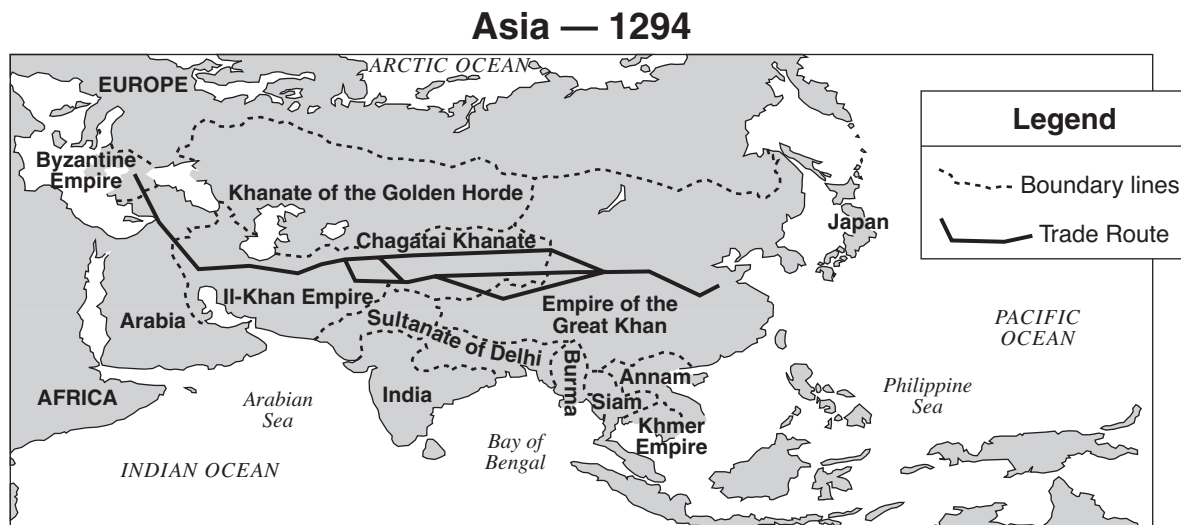 Asia — 1294
ARCTIC OCEAN
EUROPE
Legend
Byzantine
Empire
Khanate of the Golden Horde
Boundary lines
Japan
Trade Route
Chagatai Khanate
Il-Khan Empire
Empire of the
Great Khan
Arabia
Sultanate of Delhi
PACIFIC
OCEAN
Burma
Annam
AFRICA
Arabian
Sea
India
Siam
Philippine
Sea
Khmer
Empire
Bay of
Bengal
INDIAN OCEAN